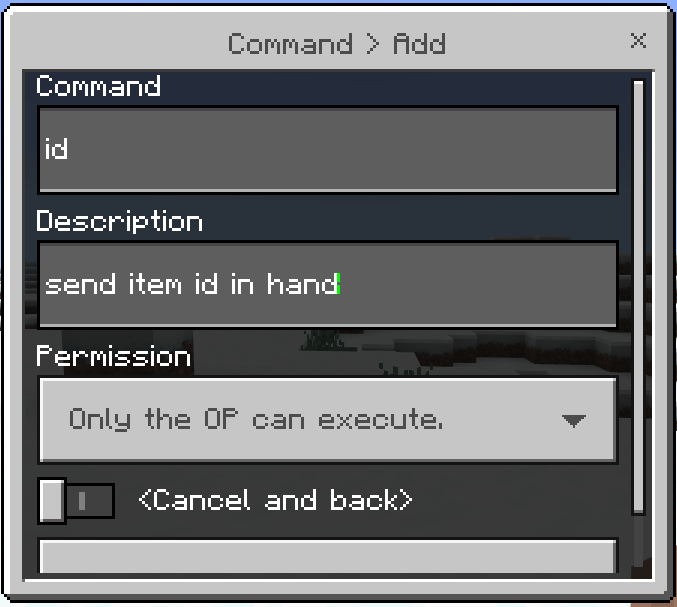 Command > Add
Command
id
Description
send item id in hand
Permission
Only the OP can execute.
<Cancel and back>